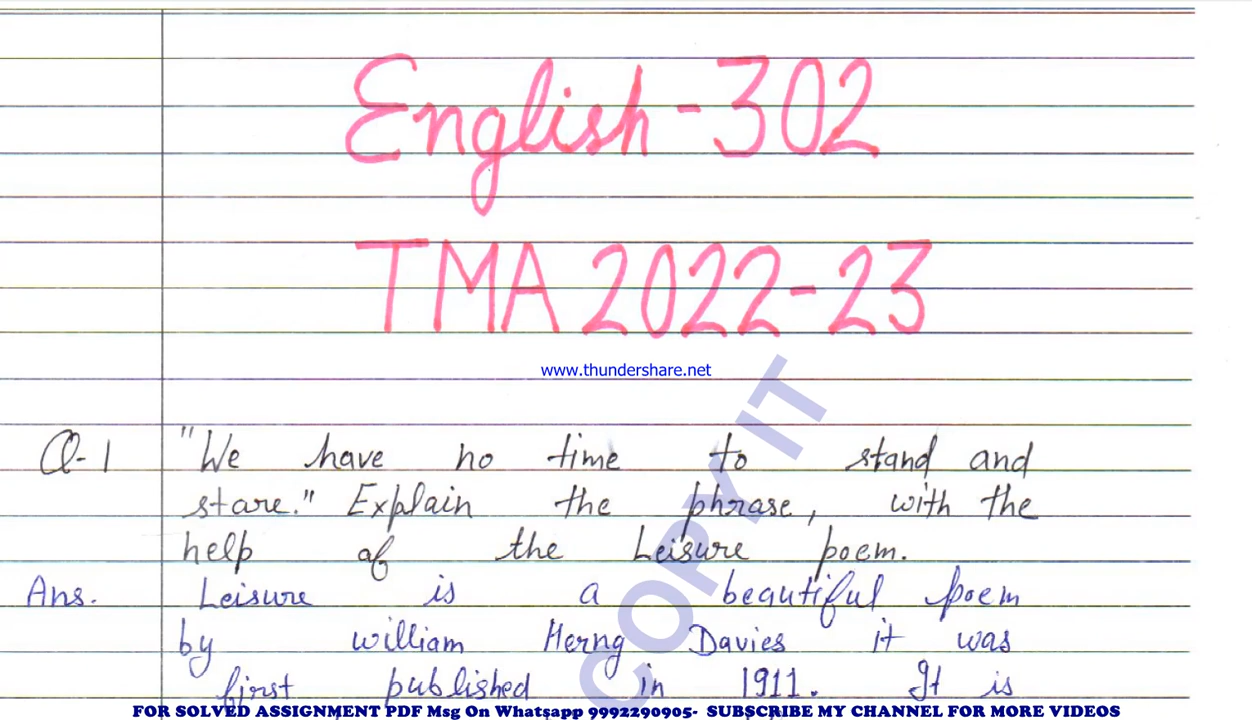 English-302
TMA 2022-23
www.thundershare.net
Q-1 "We have no time to stand and
stare." Explain the phrase, with the
help of the Leisure poem.
Ans. Leisure is a beautiful poem
by william Herng Davies it was
first published in 1911. It is
COPY IT
FOR SOLVED ASSIGNMENT PDF Msg On Whatsapp 9992290905- SUBSCRIBE MY CHANNEL FOR MORE VIDEOS